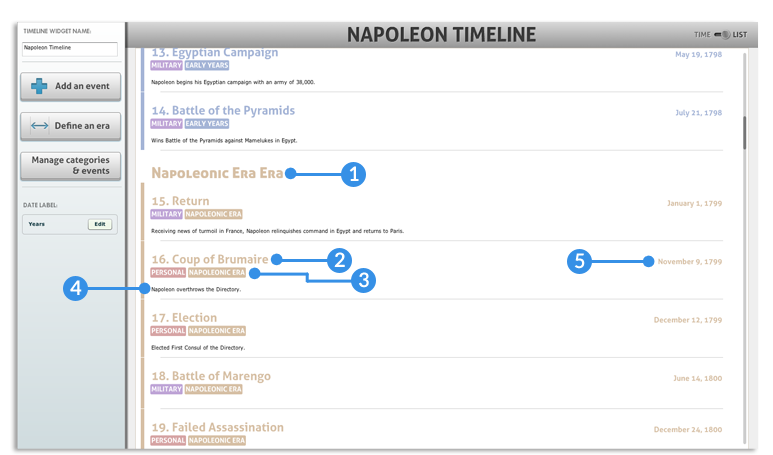 TIMELINE WIDGET NAME:
Napoleon Timeline
Add an event
Define an era
Manage categories
& events
DATE LABEL:
Years
Edit
NAPOLEON TIMELINE
TIME
LIST
13. Egyptian Campaign
May 19, 1798
MILITARY EARLY YEARS
Napoleon begins his Egyptian campaign with an army of 38,000.
14. Battle of the Pyramids
July 21, 1798
MILITARY EARLY YEARS
Wins Battle of the Pyramids against Mamelukes in Egypt.
Napoleonic Era Era
1
15. Return
January 1, 1799
MILITARY NAPOLEONIC ERA
Receiving news of turmoil in France, Napoleon relinquishes command in Egypt and returns to Paris.
16. Coup of Brumaire
2
5
November 9, 1799
PERSONAL NAPOLEONIC ERA
3
4
Napoleon overthrows the Directory.
17. Election
December 12, 1799
PERSONAL NAPOLEONIC ERA
Elected First Consul of the Directory.
18. Battle of Marengo
June 14, 1800
MILITARY NAPOLEONIC ERA
19. Failed Assassination
December 24, 1800
PERSONAL NAPOLEONIC ERA